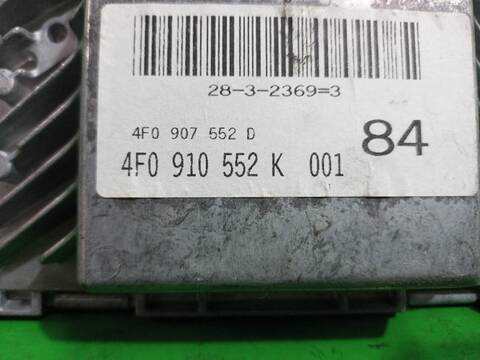 28-3-2369=3
4F0 907 552 D
84
4F0 910 552 K 001